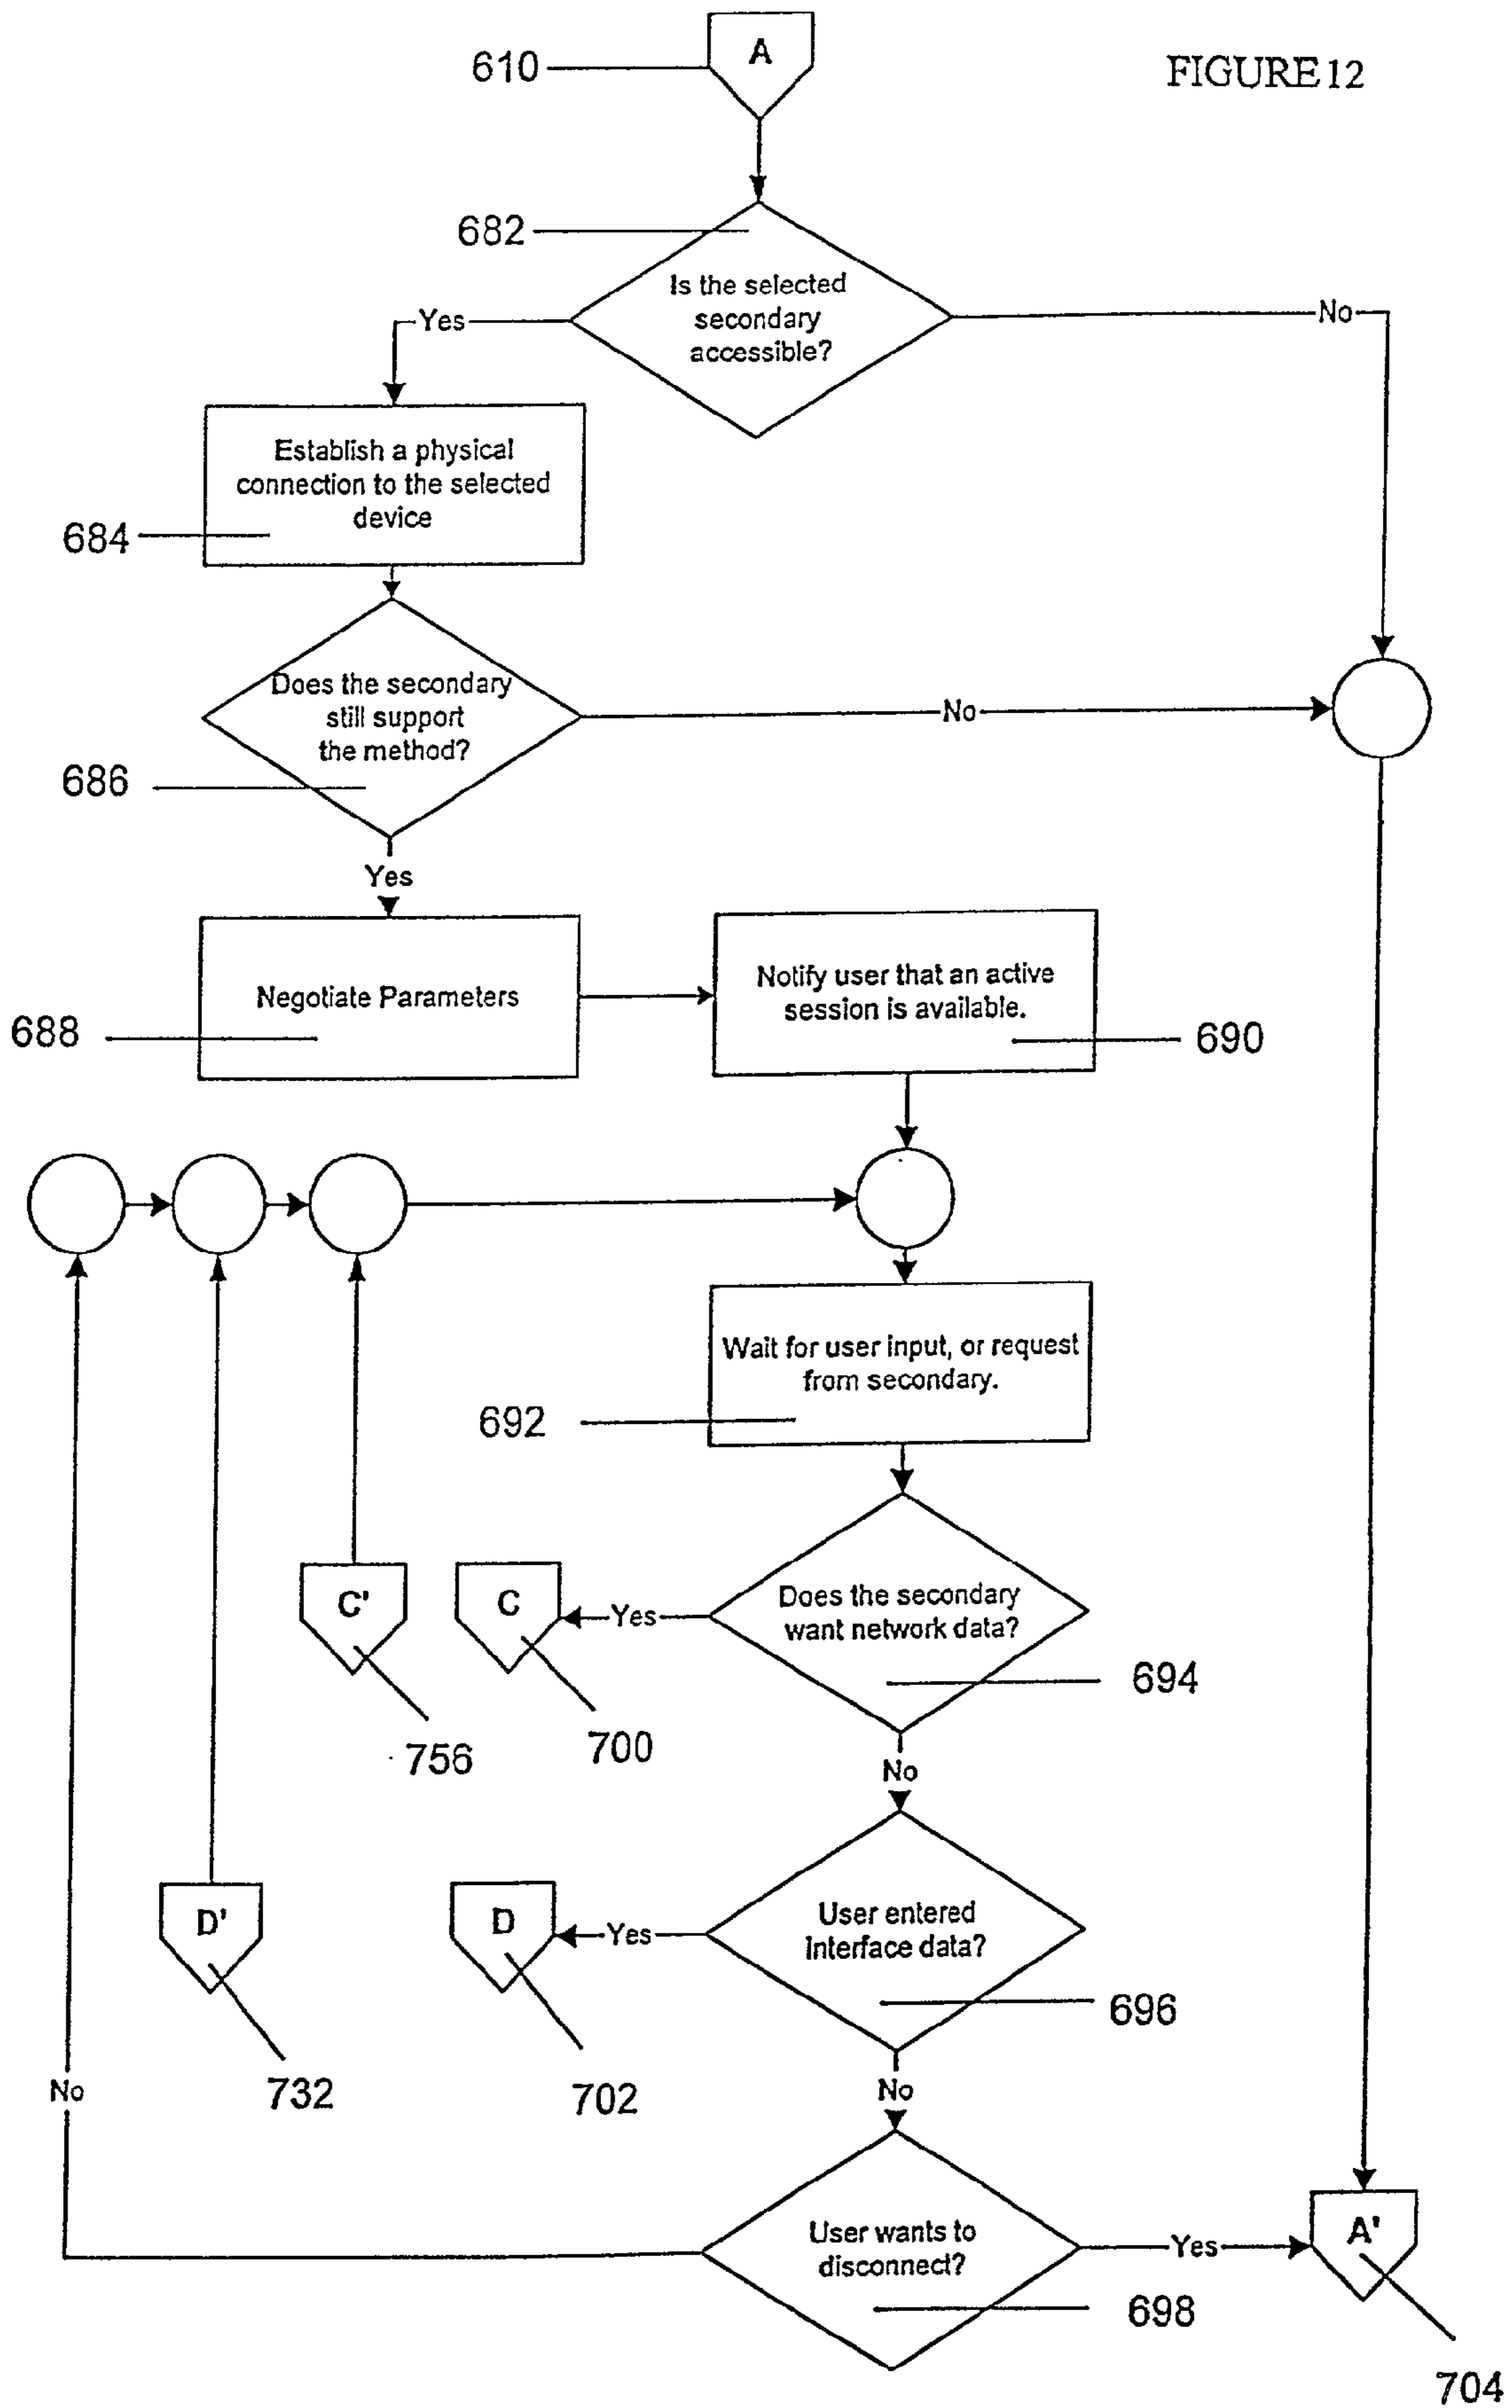 A
610
FIGURE 12
682
Is the selected
secondary
accessible?
Yes
No
Establish a physical
connection to the selected
device
684
Does the secondary
still support
the method?
No
686
Yes
Negotiate Parameters
688
Notify user that an active
session is available.
690
Wait for user input, or request
from secondary.
692
Does the secondary
want network data?
694
Yes
C
700
C'
756
No
User entered
interface data?
696
Yes
D
702
D'
732
No
No
User wants to
disconnect?
698
Yes
A'
704